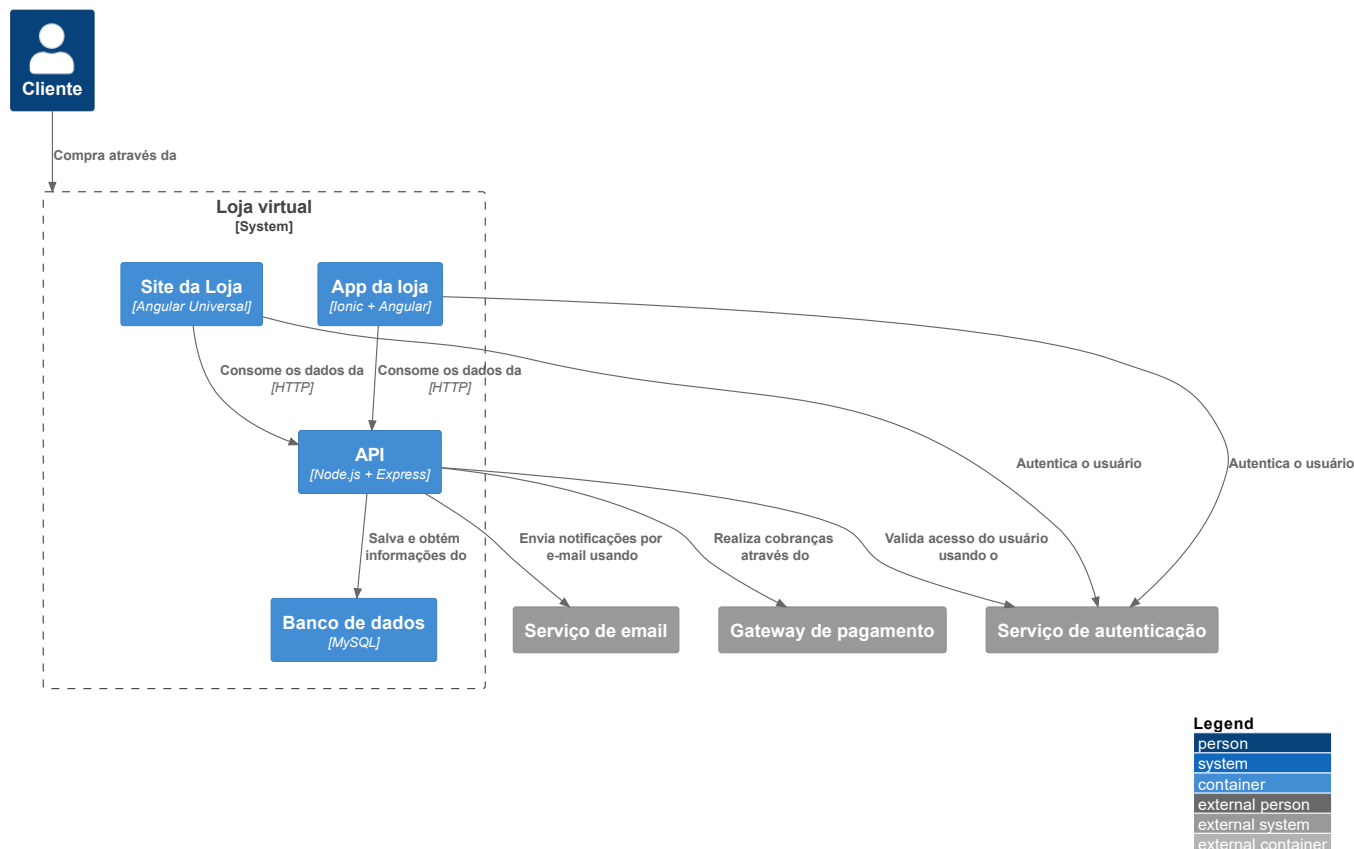 Cliente
Compra através da
Loja virtual
[System]
Site da Loja
[Angular Universal]
App da loja
[Ionic + Angular]
Consome os dados da
[HTTP]
Consome os dados da
[HTTP]
API
[Node.js + Express]
Autentica o usuário
Autentica o usuário
Salva e obtém
informações do
Envia notificações por
e-mail usando
Realiza cobranças
através do
Valida acesso do usuário
usando o
Banco de dados
[MySQL]
Serviço de email
Gateway de pagamento
Serviço de autenticação
Legend
person
system
container
external person
external system
external container